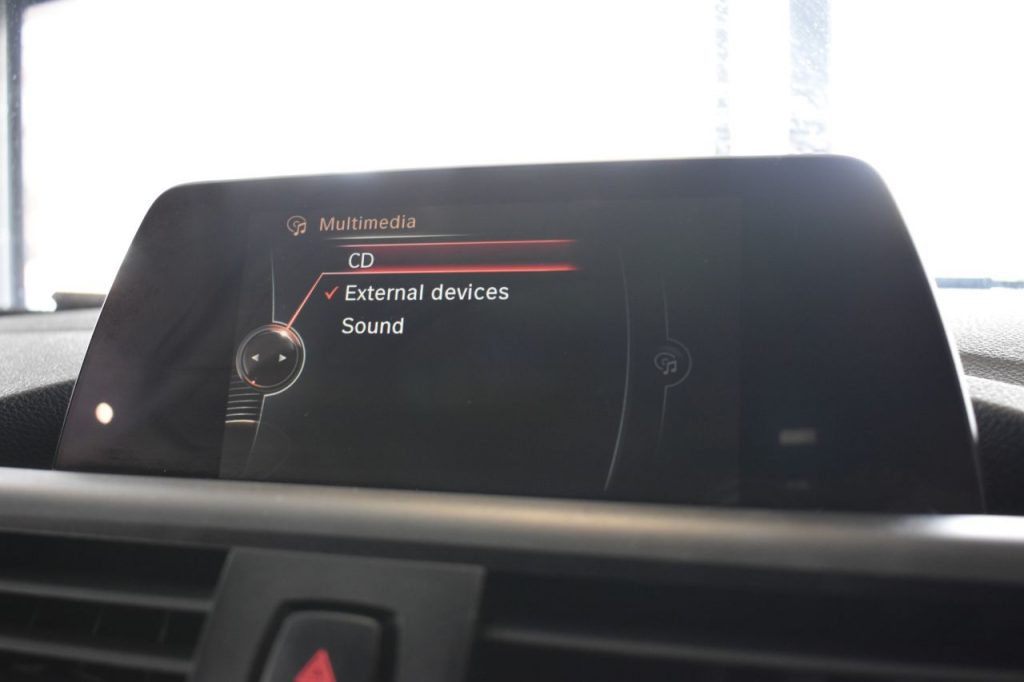 Multimedia
CD
External devices
Sound